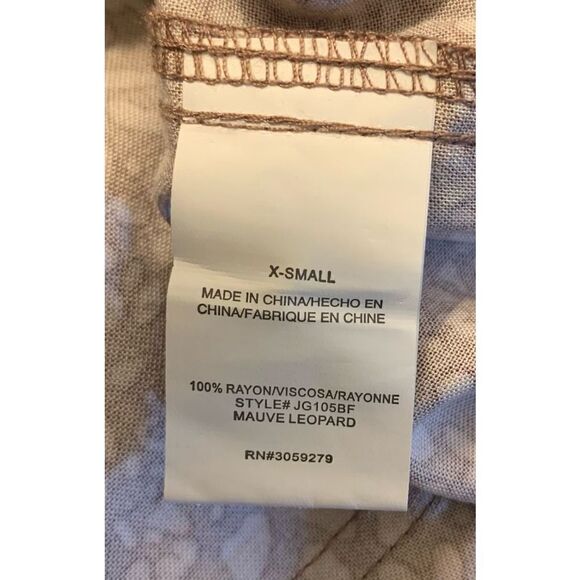 X-SMALL
MADE IN CHINA/HECHO EN
CHINA/FABRIQUE EN CHINE
100% RAYON/VISCOSA/RAYONNE
STYLE# JG105BF
MAUVE LEOPARD
RN#3059279